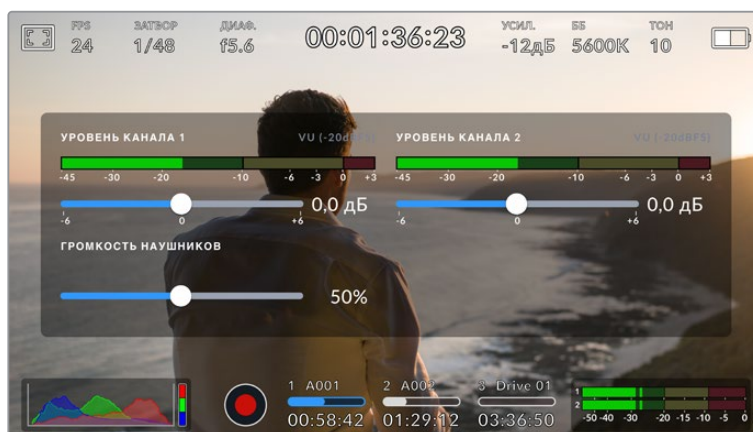 FPS ЗАТВОР ДИАФ. 00:01:36:23 УСИЛ. ББ ТОН
24 1/48 f5.6 -12дБ 5600K 10
УРОВЕНЬ КАНАЛА 1 VU (-20dBFS) УРОВЕНЬ КАНАЛА 2 VU (-20dBFS)
-45 -30 -20 -10 -6 -3 0 +3 -45 -30 -20 -10 -6 -3 0 +3
0,0 дБ 0,0 дБ
-6 0 +6 -6 0 +6
ГРОМКОСТЬ НАУШНИКОВ
50%
1 A001 2 A002 3 Drive 01
00:58:42 01:29:12 03:36:50
1
2
-50 -40 -30 -20 -15 -10 -5 0